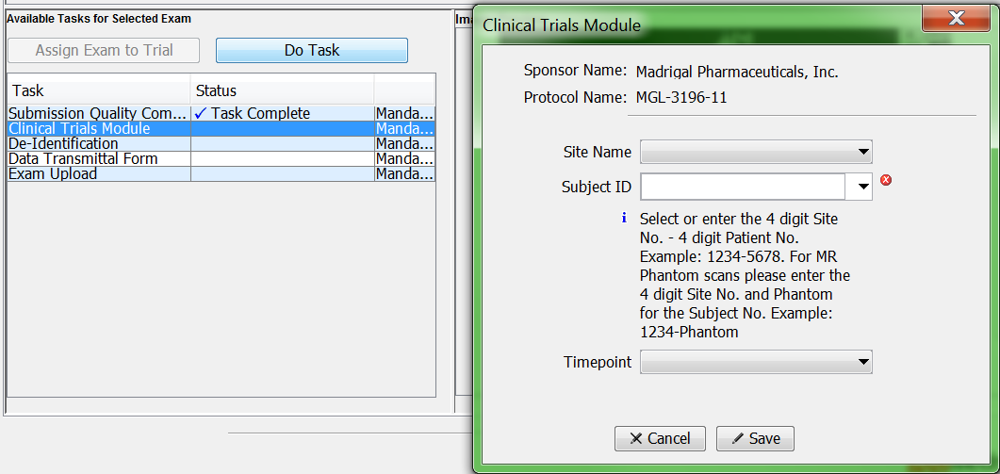 Available Tasks for Selected Exam
Assign Exam to Trial
Do Task
Task Status
Submission Quality Com... ✓ Task Complete Manda...
Clinical Trials Module Manda...
De-Identification Manda...
Data Transmittal Form Manda...
Exam Upload Manda...
Ima
Clinical Trials Module
Sponsor Name: Madrigal Pharmaceuticals, Inc.
Protocol Name: MGL-3196-11
Site Name
Subject ID
Select or enter the 4 digit Site
No. - 4 digit Patient No.
Example: 1234-5678. For MR
Phantom scans please enter the
4 digit Site No. and Phantom
for the Subject No. Example:
1234-Phantom
Timepoint
Cancel
Save